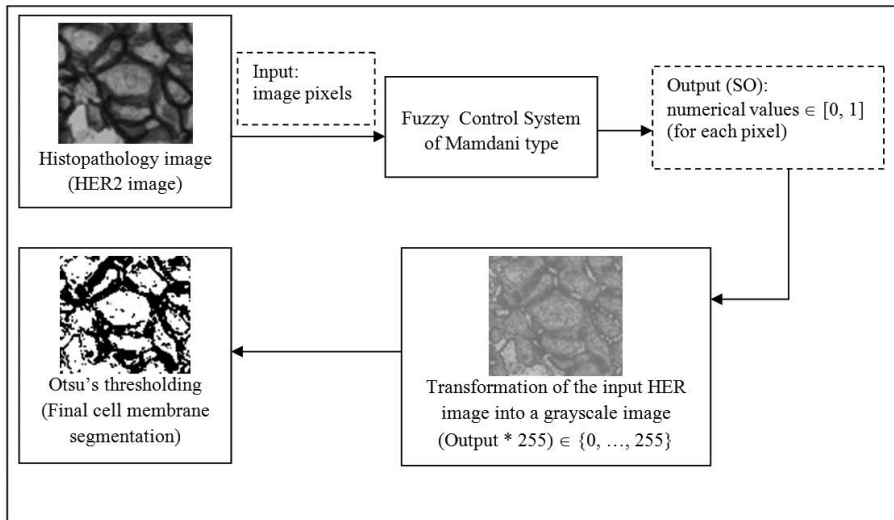 Histopathology image
(HER2 image)
Input:
image pixels
Fuzzy Control System
of Mamdani type
Output (SO):
numerical values ∈ [0, 1]
(for each pixel)
Transformation of the input HER
image into a grayscale image
(Output * 255) ∈ {0, …, 255}
Otsu’s thresholding
(Final cell membrane
segmentation)